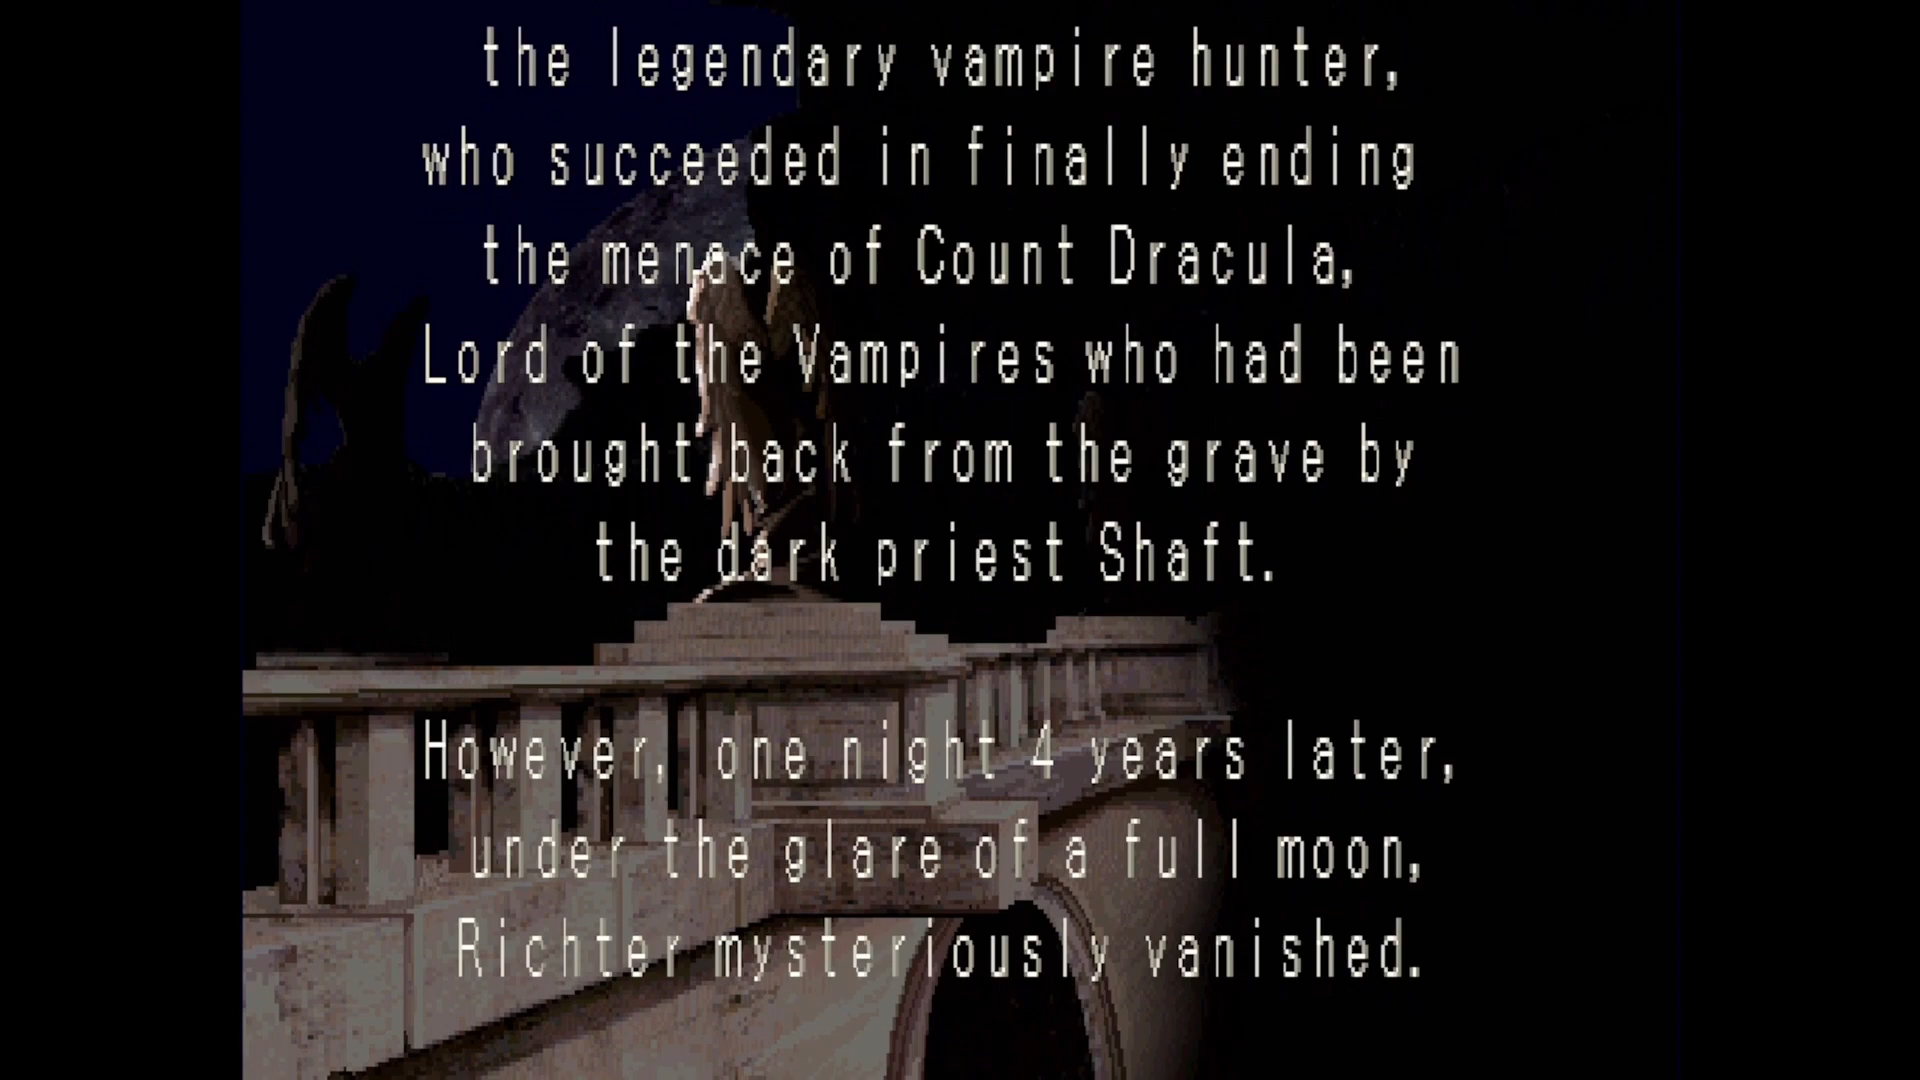 the legendary vampire hunter,
who succeeded in finally ending
the menace of Count Dracula,
Lord of the Vampires who had been
brought back from the grave by
the dark priest Shaft.
However, one night 4 years later,
under the glare of a full moon,
Richter mysteriously vanished.